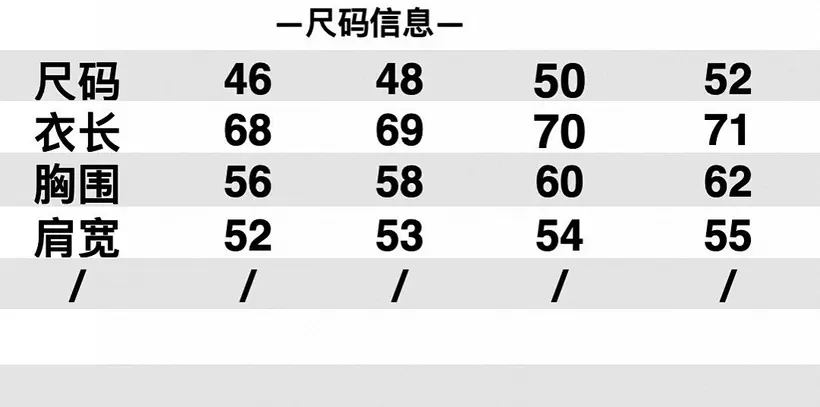 —尺码信息—
尺码 46 48 50 52
衣长 68 69 70 71
胸围 56 58 60 62
肩宽 52 53 54 55
/ / / / /